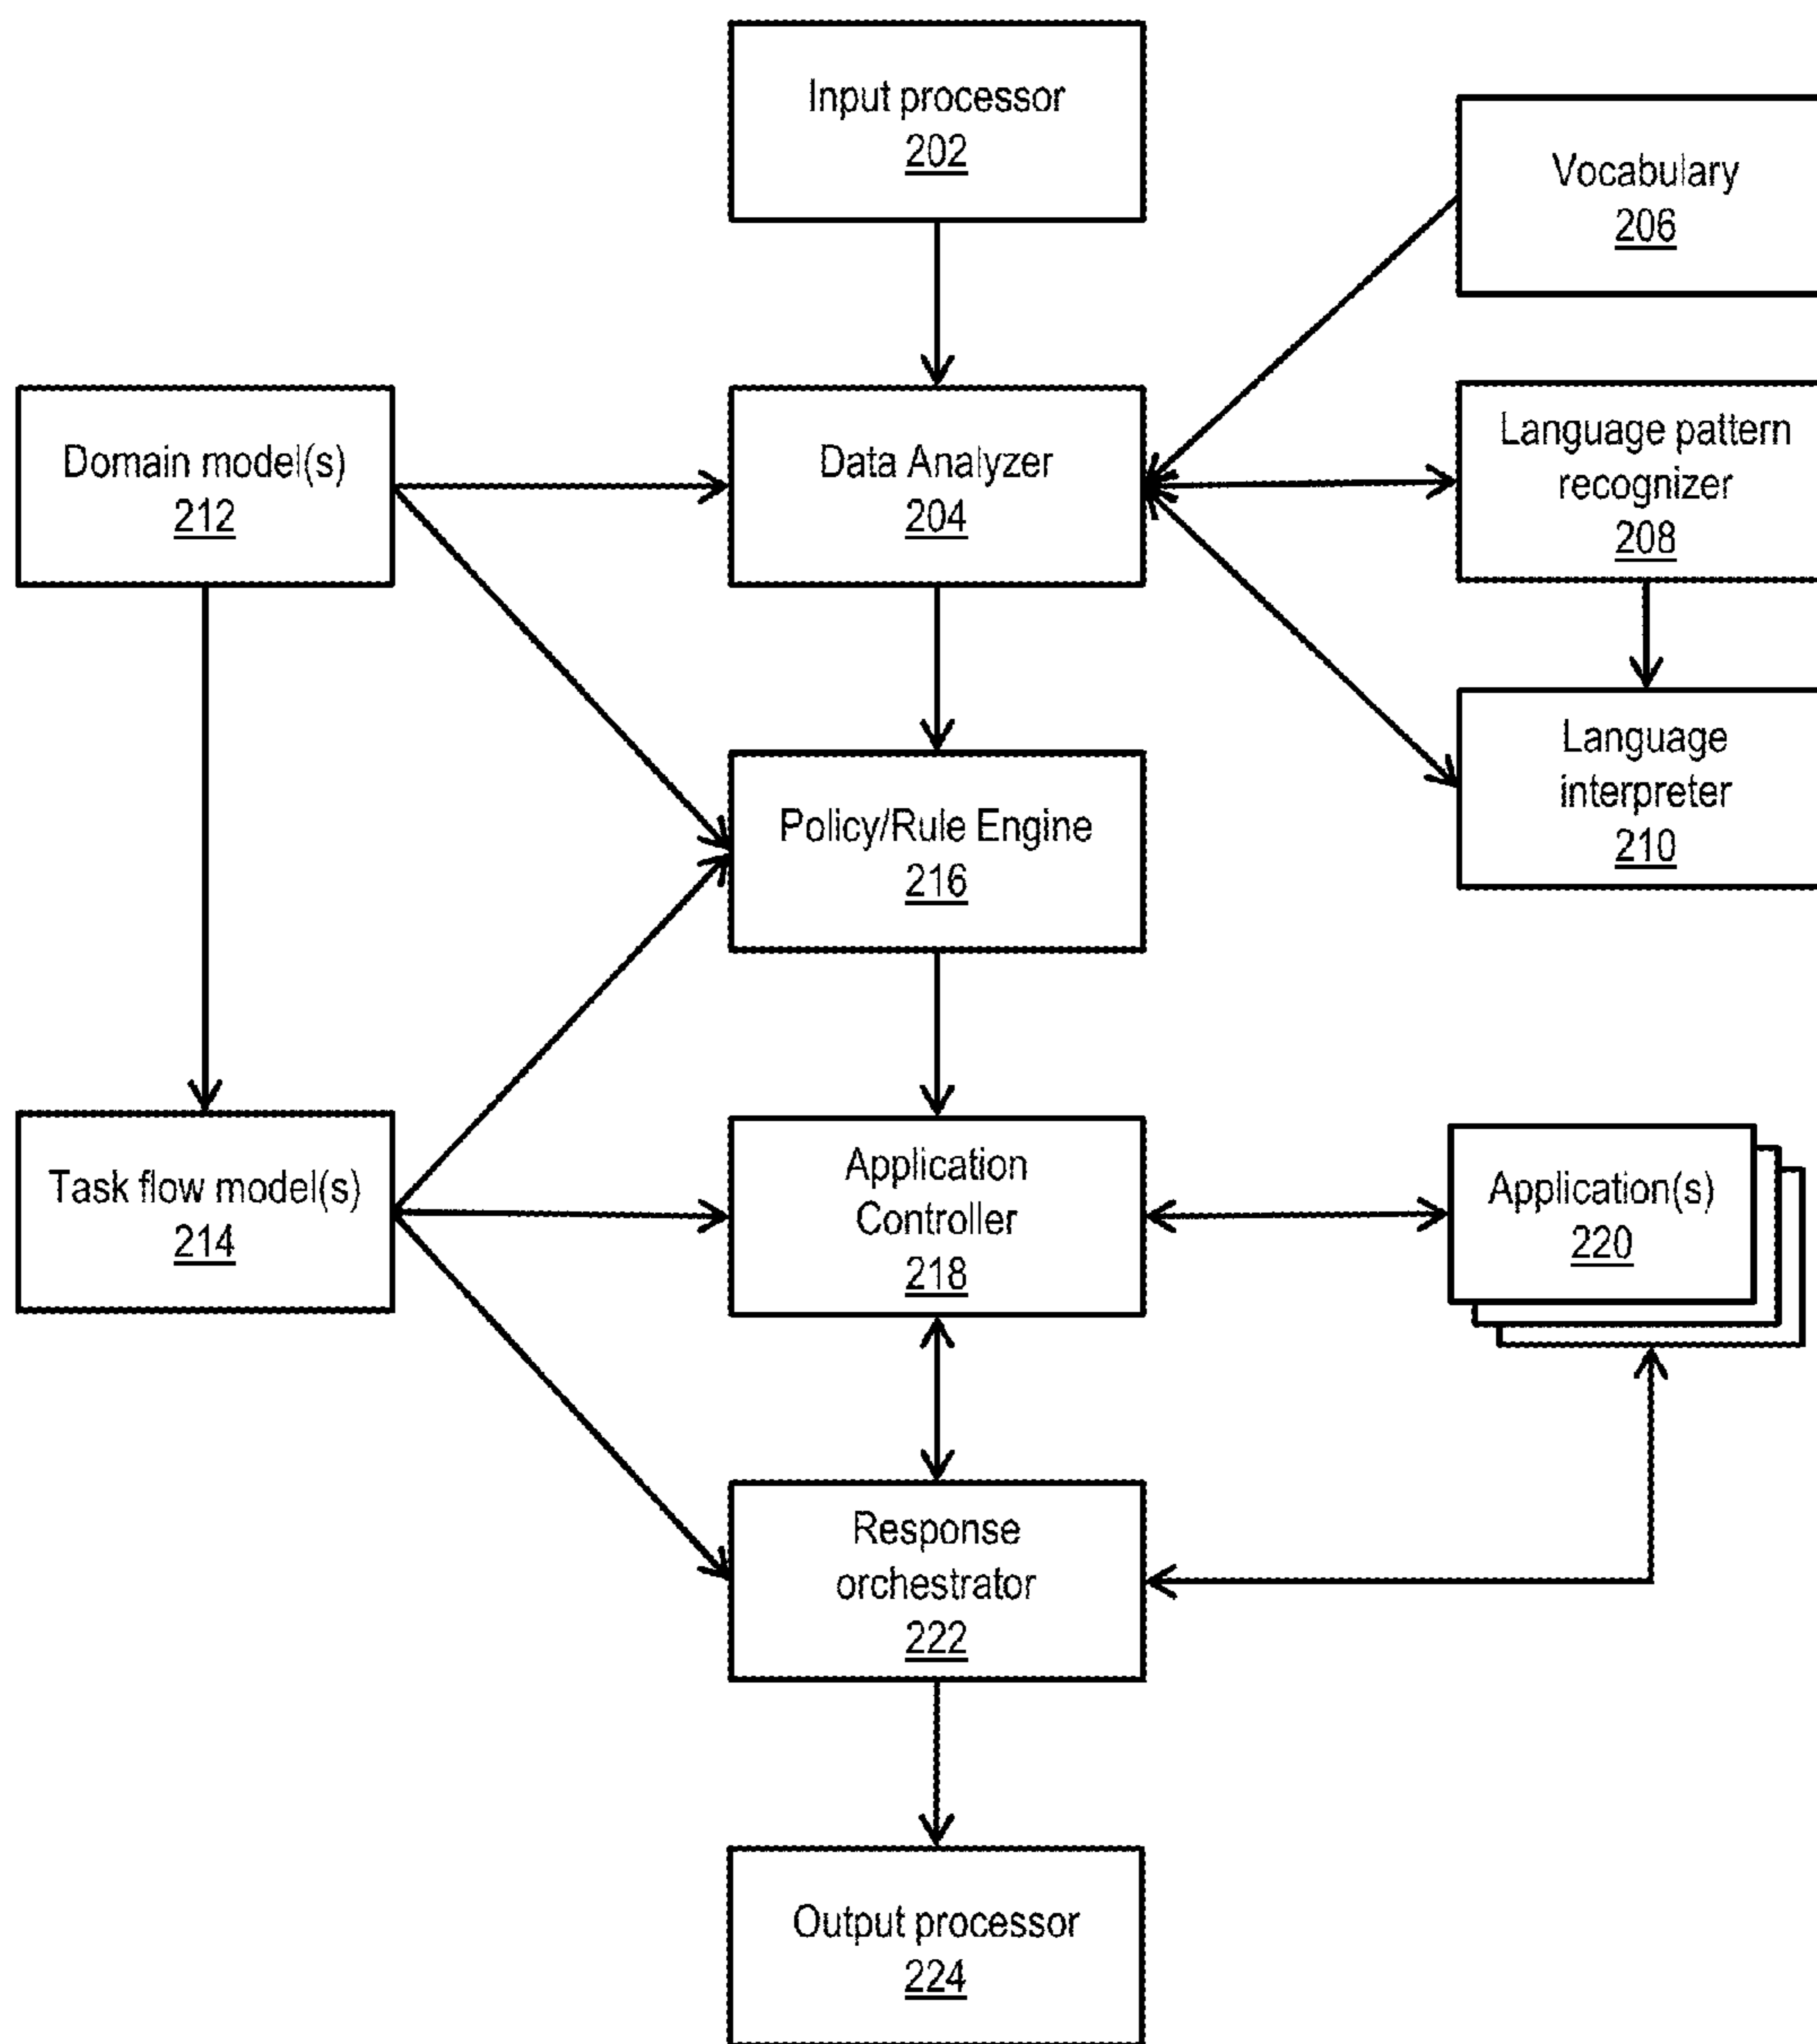 Input processor
202
Vocabulary
206
Domain model(s)
212
Data Analyzer
204
Language pattern
recognizer
208
Language
interpreter
210
Policy/Rule Engine
216
Task flow model(s)
214
Application
Controller
218
Application(s)
220
Response
orchestrator
222
Output processor
224